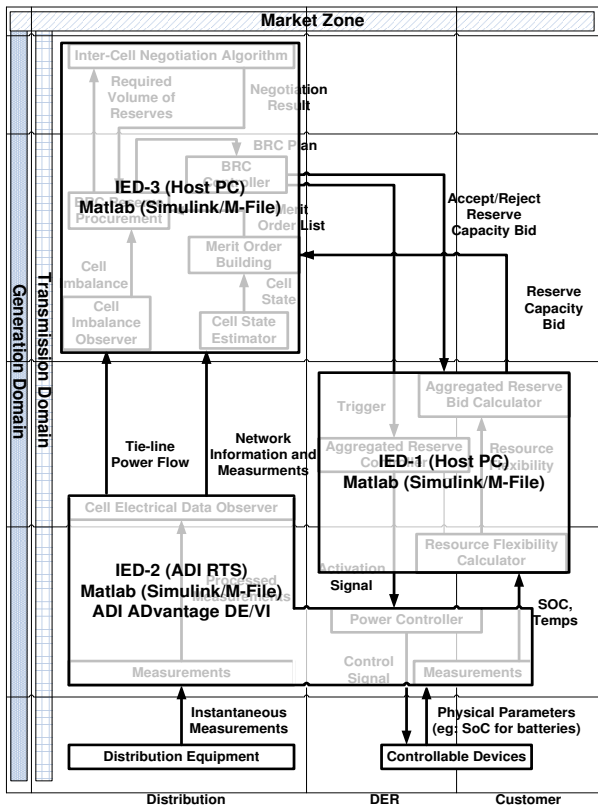 Market Zone
Generation Domain
Transmission Domain
Inter-Cell Negotiation Algorithm
Required
Volume of
Reserves
Negotiation
Result
BRC Plan
BRC
Controller
IED-3 (Host PC)
Matlab (Simulink/M-File)
BRC Reserve
Procurement
Merit
Order List
Merit Order
Building
Cell
Imbalance
Cell
State
Cell
Imbalance
Observer
Cell State
Estimator
Accept/Reject
Reserve
Capacity Bid
Reserve
Capacity
Bid
Tie-line
Power Flow
Network
Information and
Measurments
Trigger
Aggregated Reserve
Bid Calculator
Aggregated Reserve
Controller
Resource
Flexibility
IED-1 (Host PC)
Matlab (Simulink/M-File)
Resource Flexibility
Calculator
Cell Electrical Data Observer
IED-2 (ADI RTS)
Matlab (Simulink/M-File)
ADI ADvantage DE/VI
Processed
Measurements
Activation
Signal
SOC,
Temps
Power Controller
Control
Signal
Measurements
Measurements
Instantaneous
Measurements
Physical Parameters
(eg: SoC for batteries)
Distribution Equipment
Controllable Devices
Distribution
DER
Customer